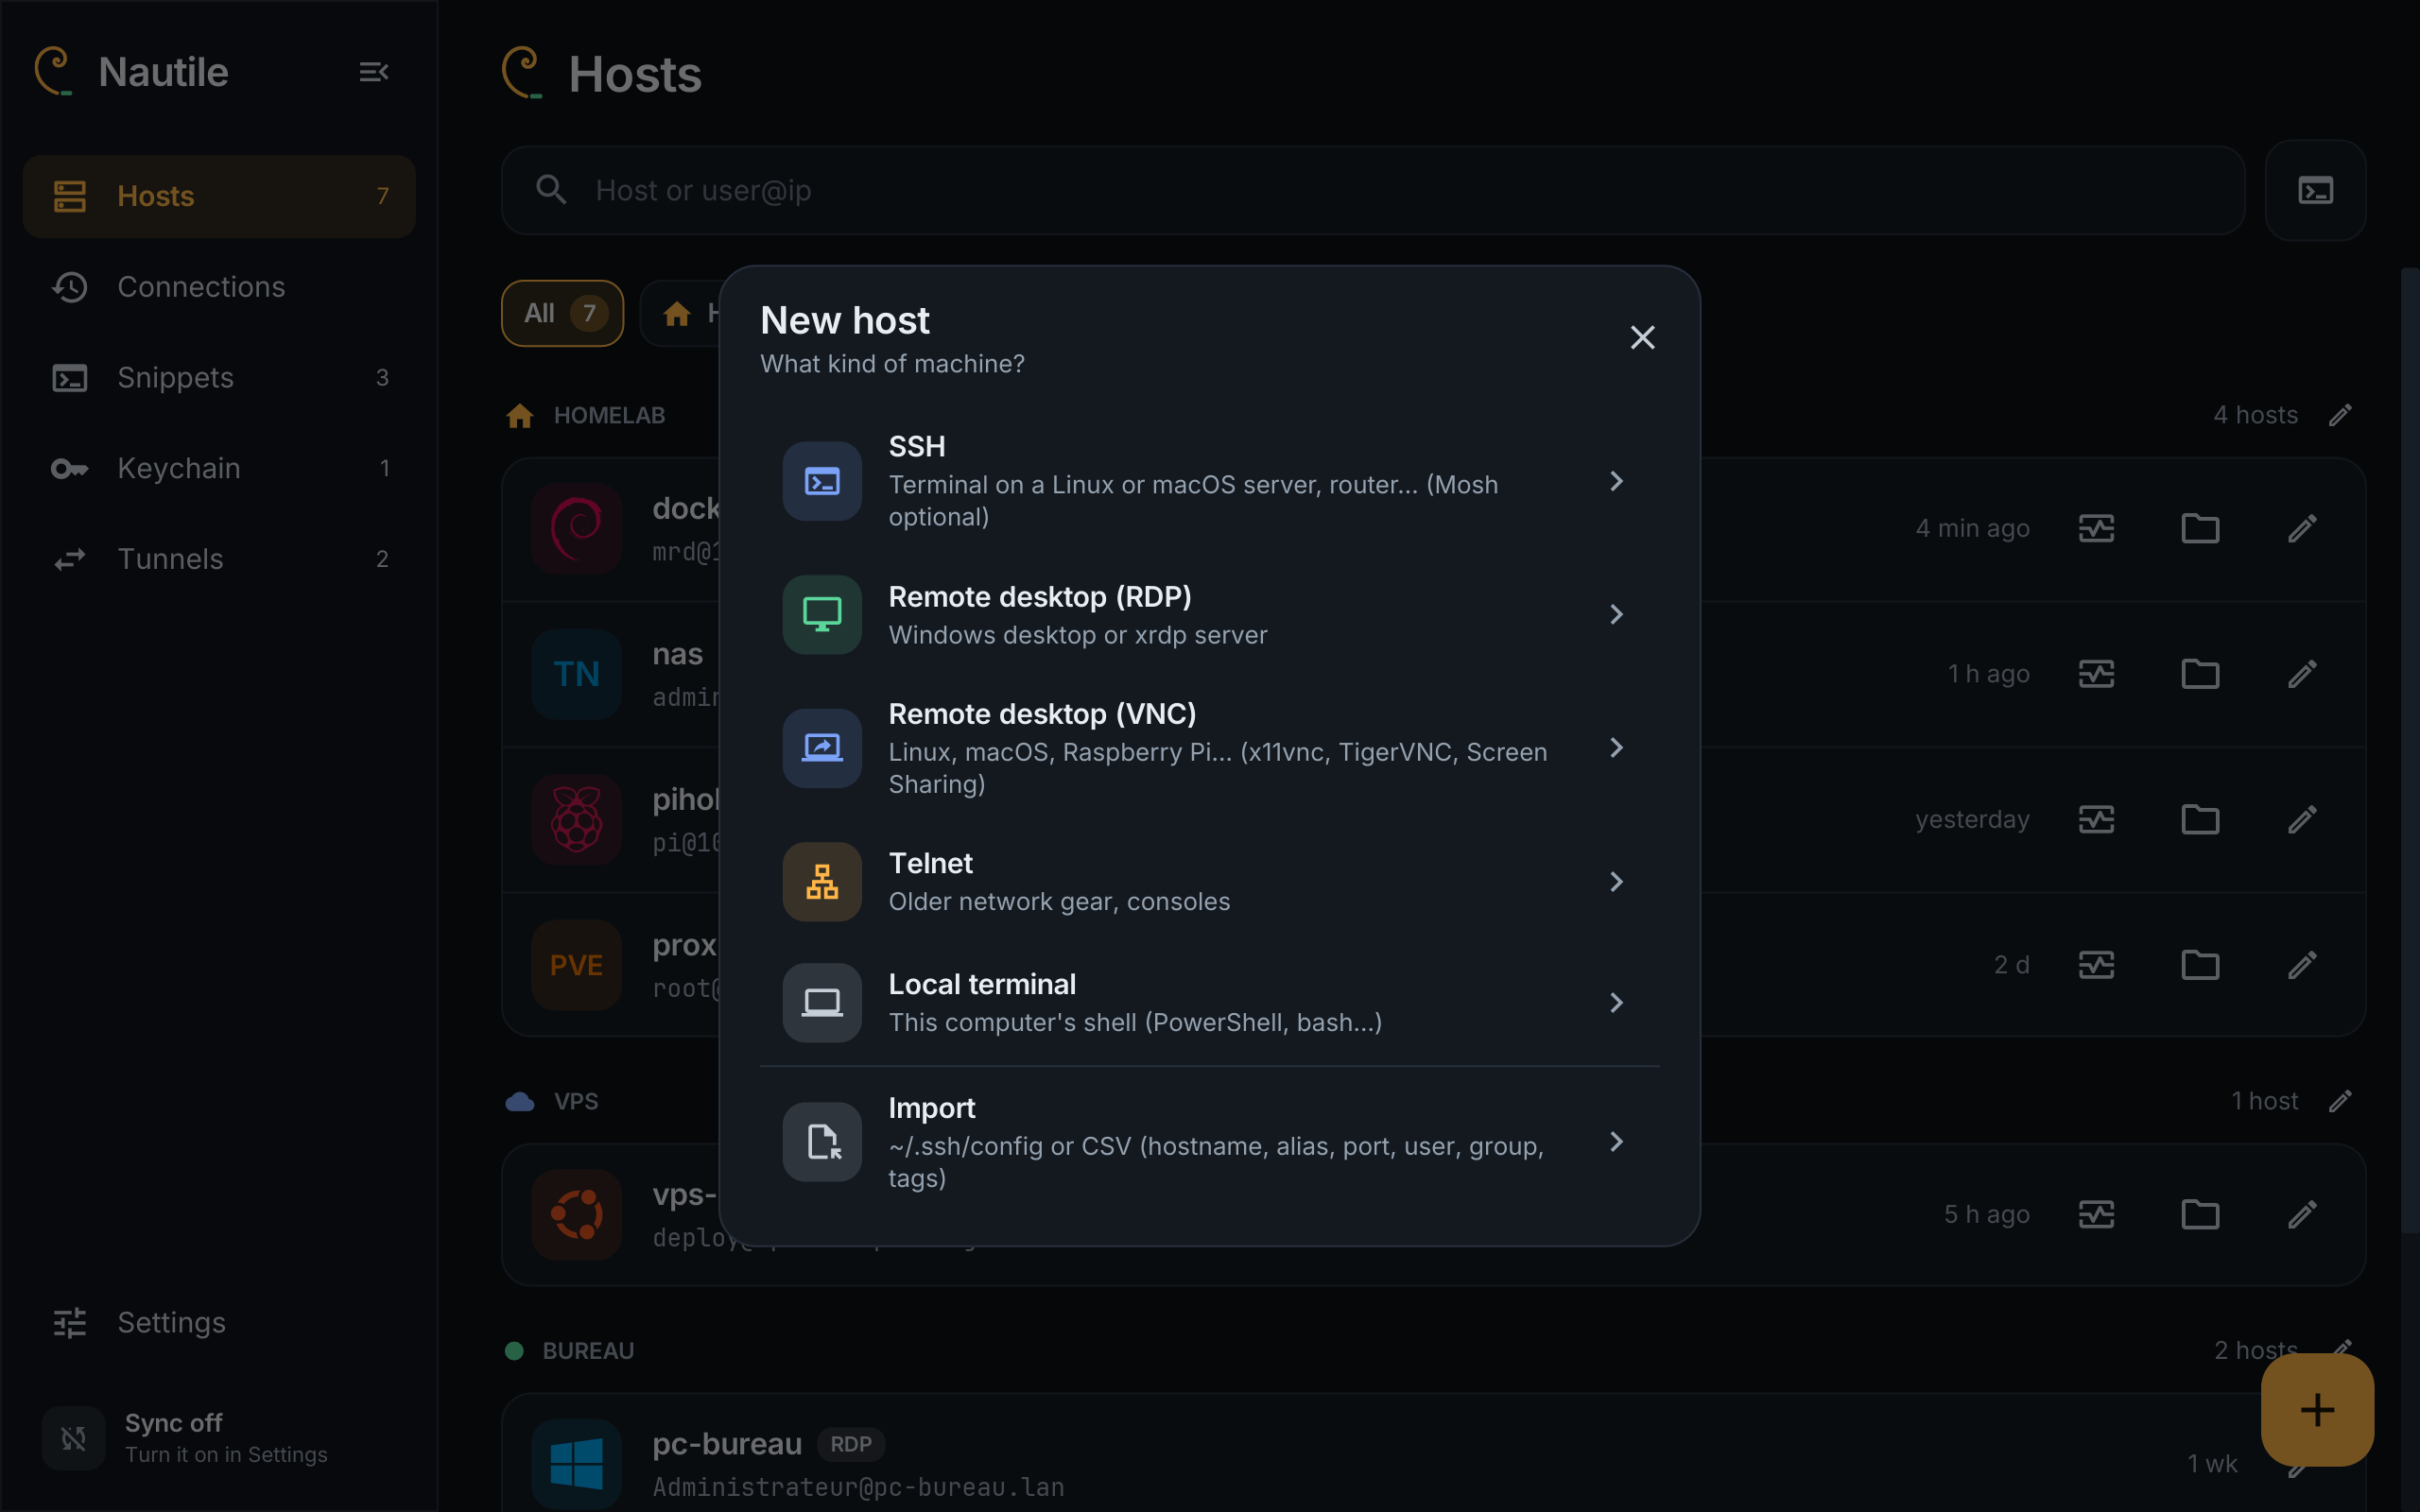 Nautile
Hosts 7
Connections
Snippets 3
Keychain 1
Tunnels 2
Settings
Sync off
Turn it on in Settings
Hosts
Host or user@ip
All 7
HOMELAB 4 hosts
4 min ago
TN nas
1 h ago
yesterday
PVE
2 d
VPS 1 host
5 h ago
BUREAU 2 hosts
pc-bureau RDP
Administrateur@pc-bureau.lan
1 wk
New host
What kind of machine?
SSH
Terminal on a Linux or macOS server, router... (Mosh
optional)
Remote desktop (RDP)
Windows desktop or xrdp server
Remote desktop (VNC)
Linux, macOS, Raspberry Pi... (x11vnc, TigerVNC, Screen
Sharing)
Telnet
Older network gear, consoles
Local terminal
This computer's shell (PowerShell, bash...)
Import
~/.ssh/config or CSV (hostname, alias, port, user, group,
tags)